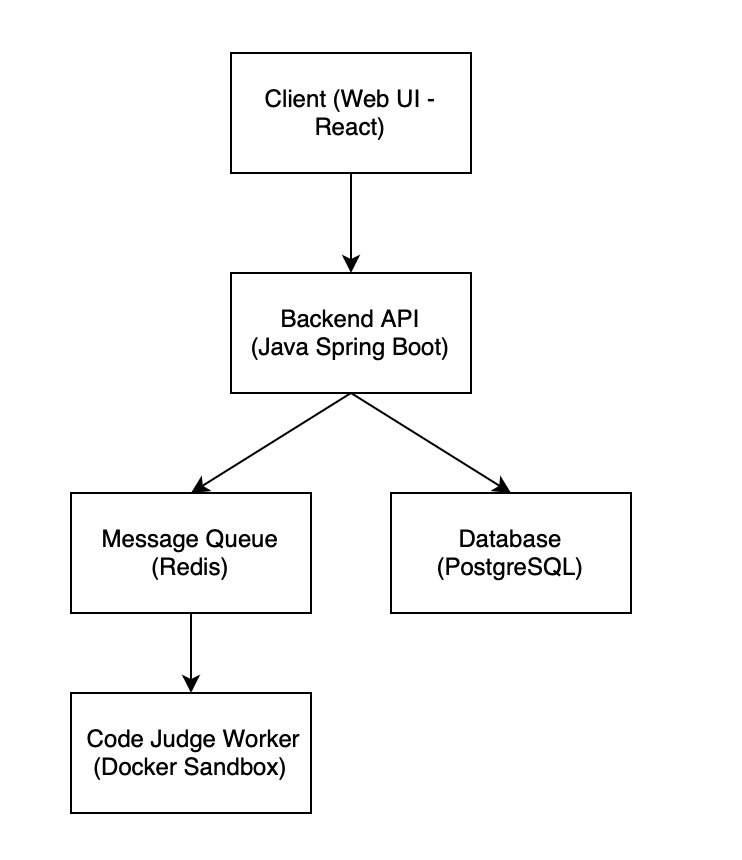 Client (Web UI -
React)
Backend API
(Java Spring Boot)
Message Queue
(Redis)
Database
(PostgreSQL)
Code Judge Worker
(Docker Sandbox)